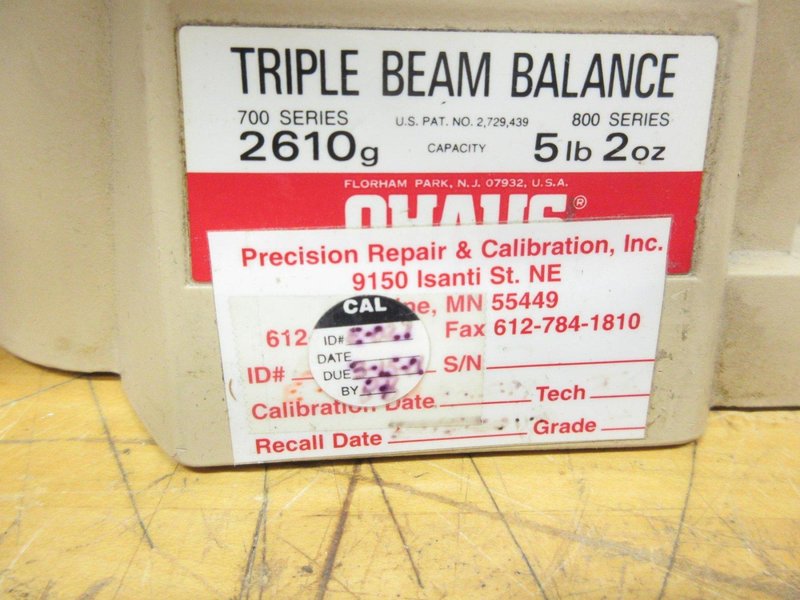 TRIPLE BEAM BALANCE
700 SERIES U.S. PAT. NO. 2,729,439 800 SERIES
2610g CAPACITY 5 lb 2 oz
FLORHAM PARK, N.J. 07932, U.S.A.
OHAUS®
Precision Repair & Calibration, Inc.
9150 Isanti St. NE
ne, MN 55449
612 Fax 612-784-1810
ID# S/N
Calibration Date Tech
Recall Date Grade
CAL
ID#
DATE
DUE
BY